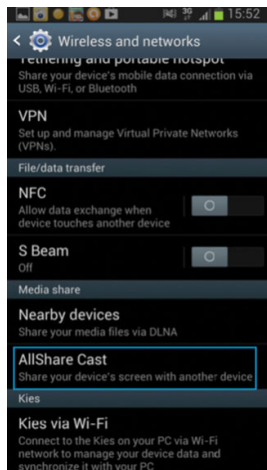 3G 15:52
Wireless and networks
Tethering and portable hotspot
Share your device's mobile data connection via
USB, Wi-Fi, or Bluetooth
VPN
Set up and manage Virtual Private Networks
(VPNs).
File/data transfer
NFC
Allow data exchange when
device touches another device
S Beam
Off
Media share
Nearby devices
Share your media files via DLNA
AllShare Cast
Share your device's screen with another device
Kies
Kies via Wi-Fi
Connect to the Kies on your PC via Wi-Fi
network to manage your device data and
synchronize it with your PC